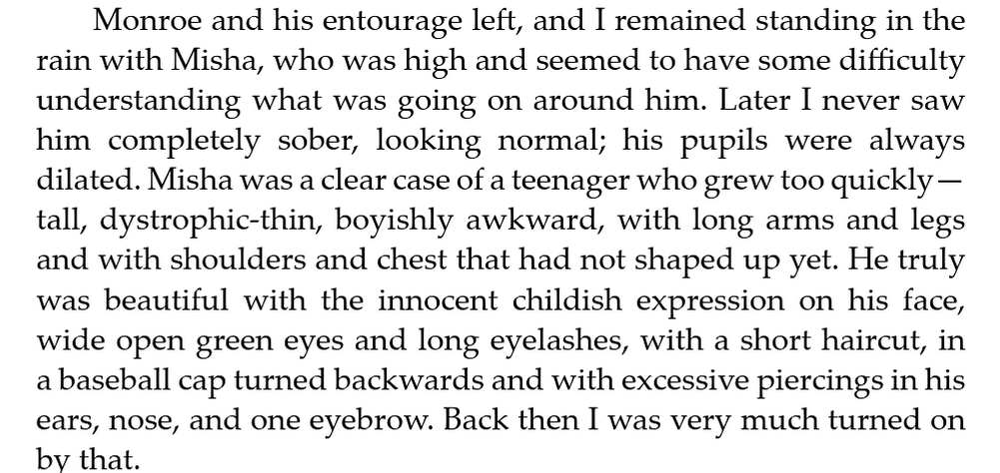 Monroe and his entourage left, and I remained standing in the
rain with Misha, who was high and seemed to have some difficulty
understanding what was going on around him. Later I never saw
him completely sober, looking normal; his pupils were always
dilated. Misha was a clear case of a teenager who grew too quickly—
tall, dystrophic-thin, boyishly awkward, with long arms and legs
and with shoulders and chest that had not shaped up yet. He truly
was beautiful with the innocent childish expression on his face,
wide open green eyes and long eyelashes, with a short haircut, in
a baseball cap turned backwards and with excessive piercings in his
ears, nose, and one eyebrow. Back then I was very much turned on
by that.